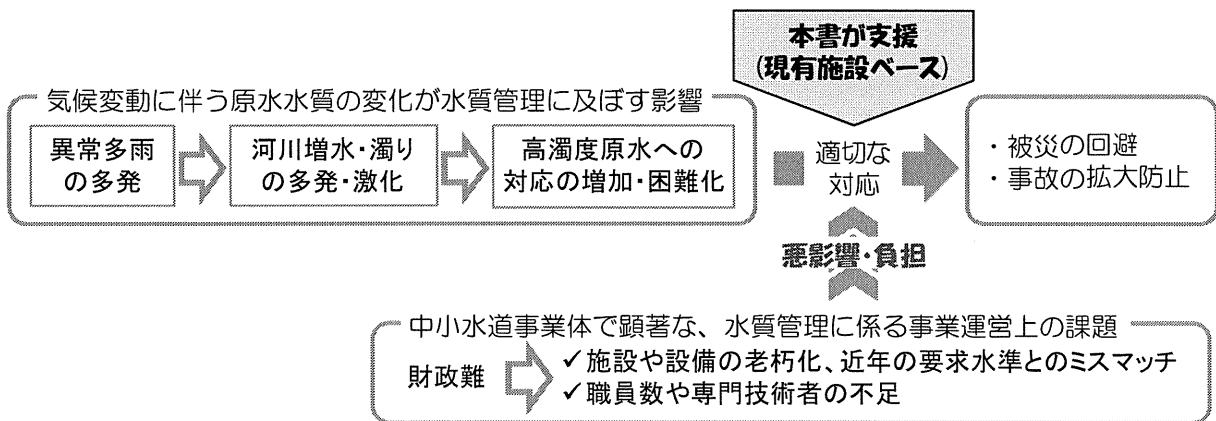 本書が支援
(現有施設ベース)
気候変動に伴う原水水質の変化が水質管理に及ぼす影響
異常多雨
の多発
河川増水・濁り
の多発・激化
高濁度原水への
対応の増加・困難化
適切な
対応
・被災の回避
・事故の拡大防止
悪影響・負担
中小水道事業体で顕著な、水質管理に係る事業運営上の課題
財政難
✓施設や設備の老朽化、近年の要求水準とのミスマッチ
✓職員数や専門技術者の不足